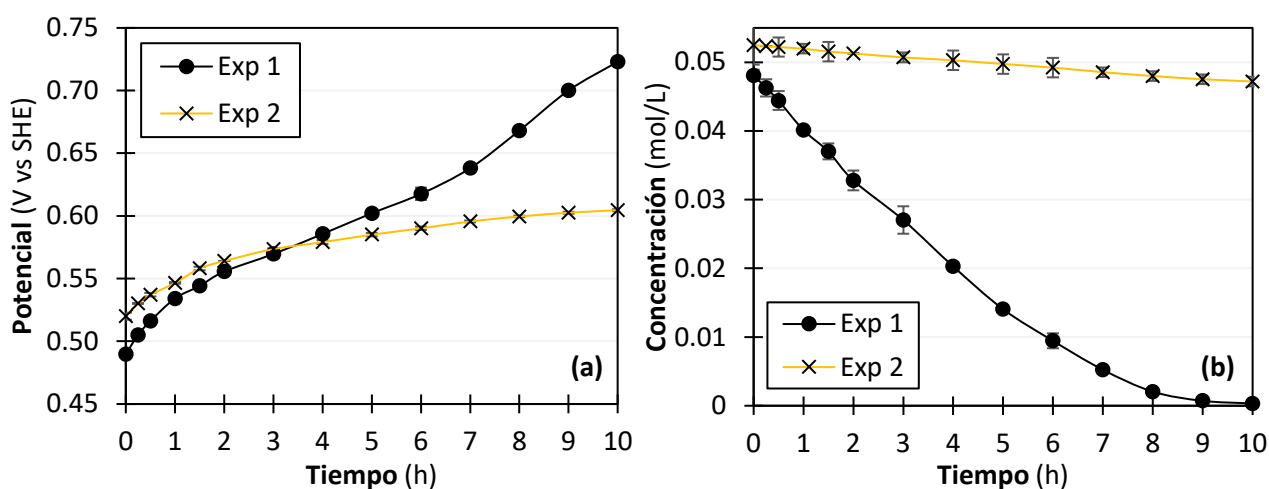 0.75
0.70
0.65
0.60
0.55
0.50
0.45
Potencial (V vs SHE)
Exp 1
Exp 2
(a)
0 1 2 3 4 5 6 7 8 9 10
Tiempo (h)
0.05
0.04
0.03
0.02
0.01
0
Concentración (mol/L)
Exp 1
Exp 2
(b)
0 1 2 3 4 5 6 7 8 9 10
Tiempo (h)